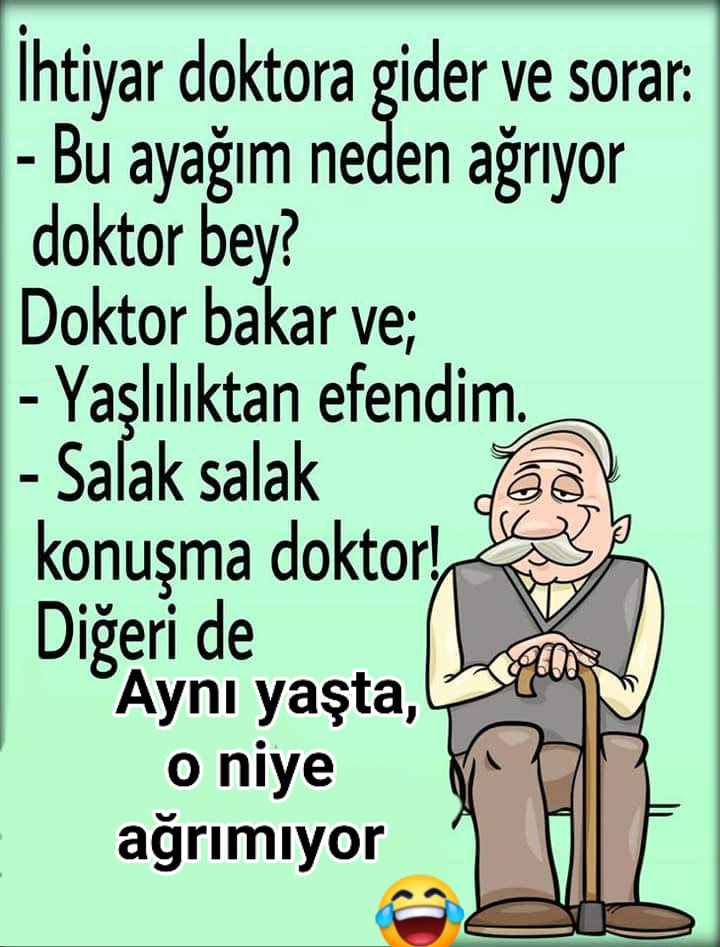 İhtiyar doktora gider ve sorar:
- Bu ayağım neden ağrıyor
doktor bey?
Doktor bakar ve;
- Yaşlılıktan efendim.
- Salak salak
konuşma doktor!
Diğeri de
Aynı yaşta,
o niye
ağrımıyor